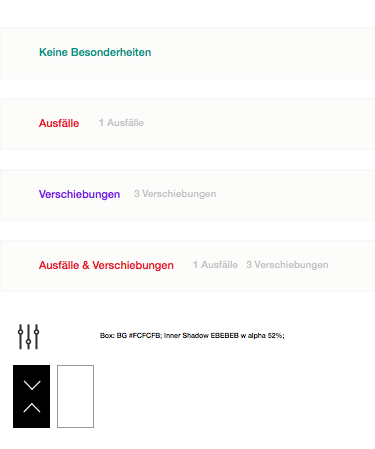 Keine Besonderheiten
Ausfälle 1 Ausfälle
Verschiebungen 3 Verschiebungen
Ausfälle & Verschiebungen 1 Ausfälle 3 Verschiebungen
Box: BG #FCFCFB; Inner Shadow EBEBEB w alpha 52%;